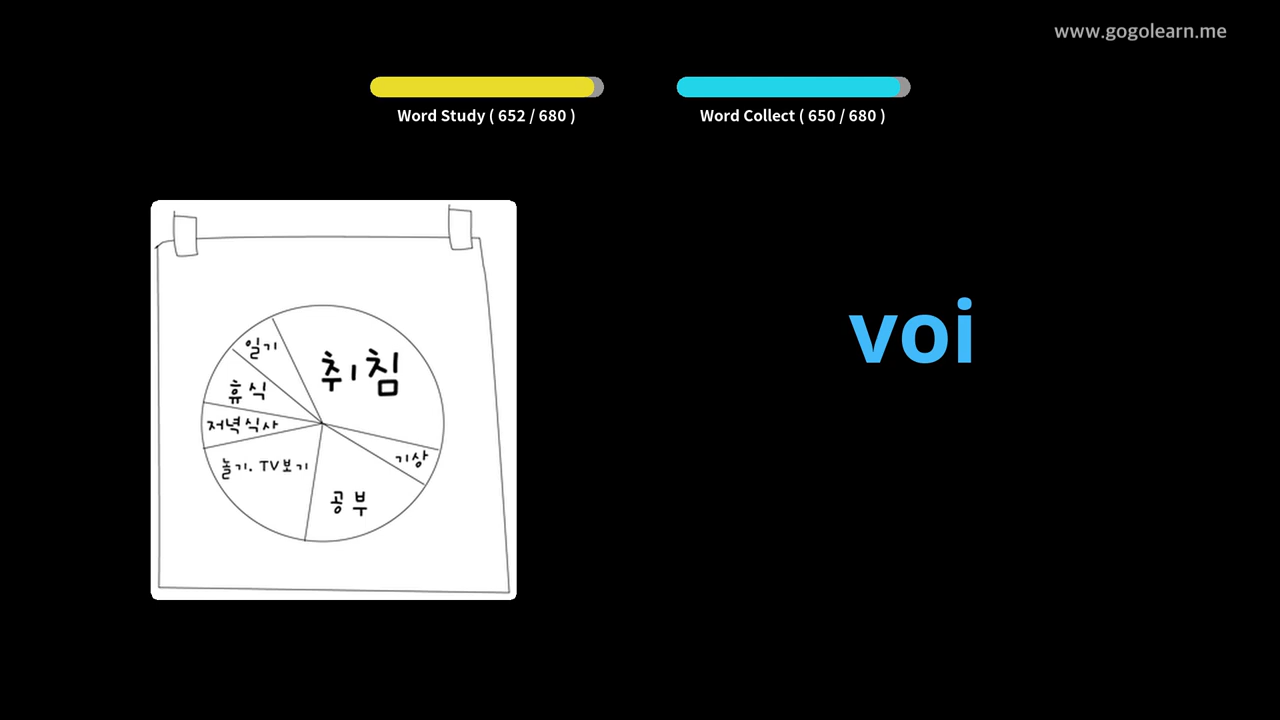 www.gogolearn.me
Word Study ( 652 / 680 )
Word Collect ( 650 / 680 )
voi
일기
취침
휴식
저녁식사
놀기. TV보기
기상
공부